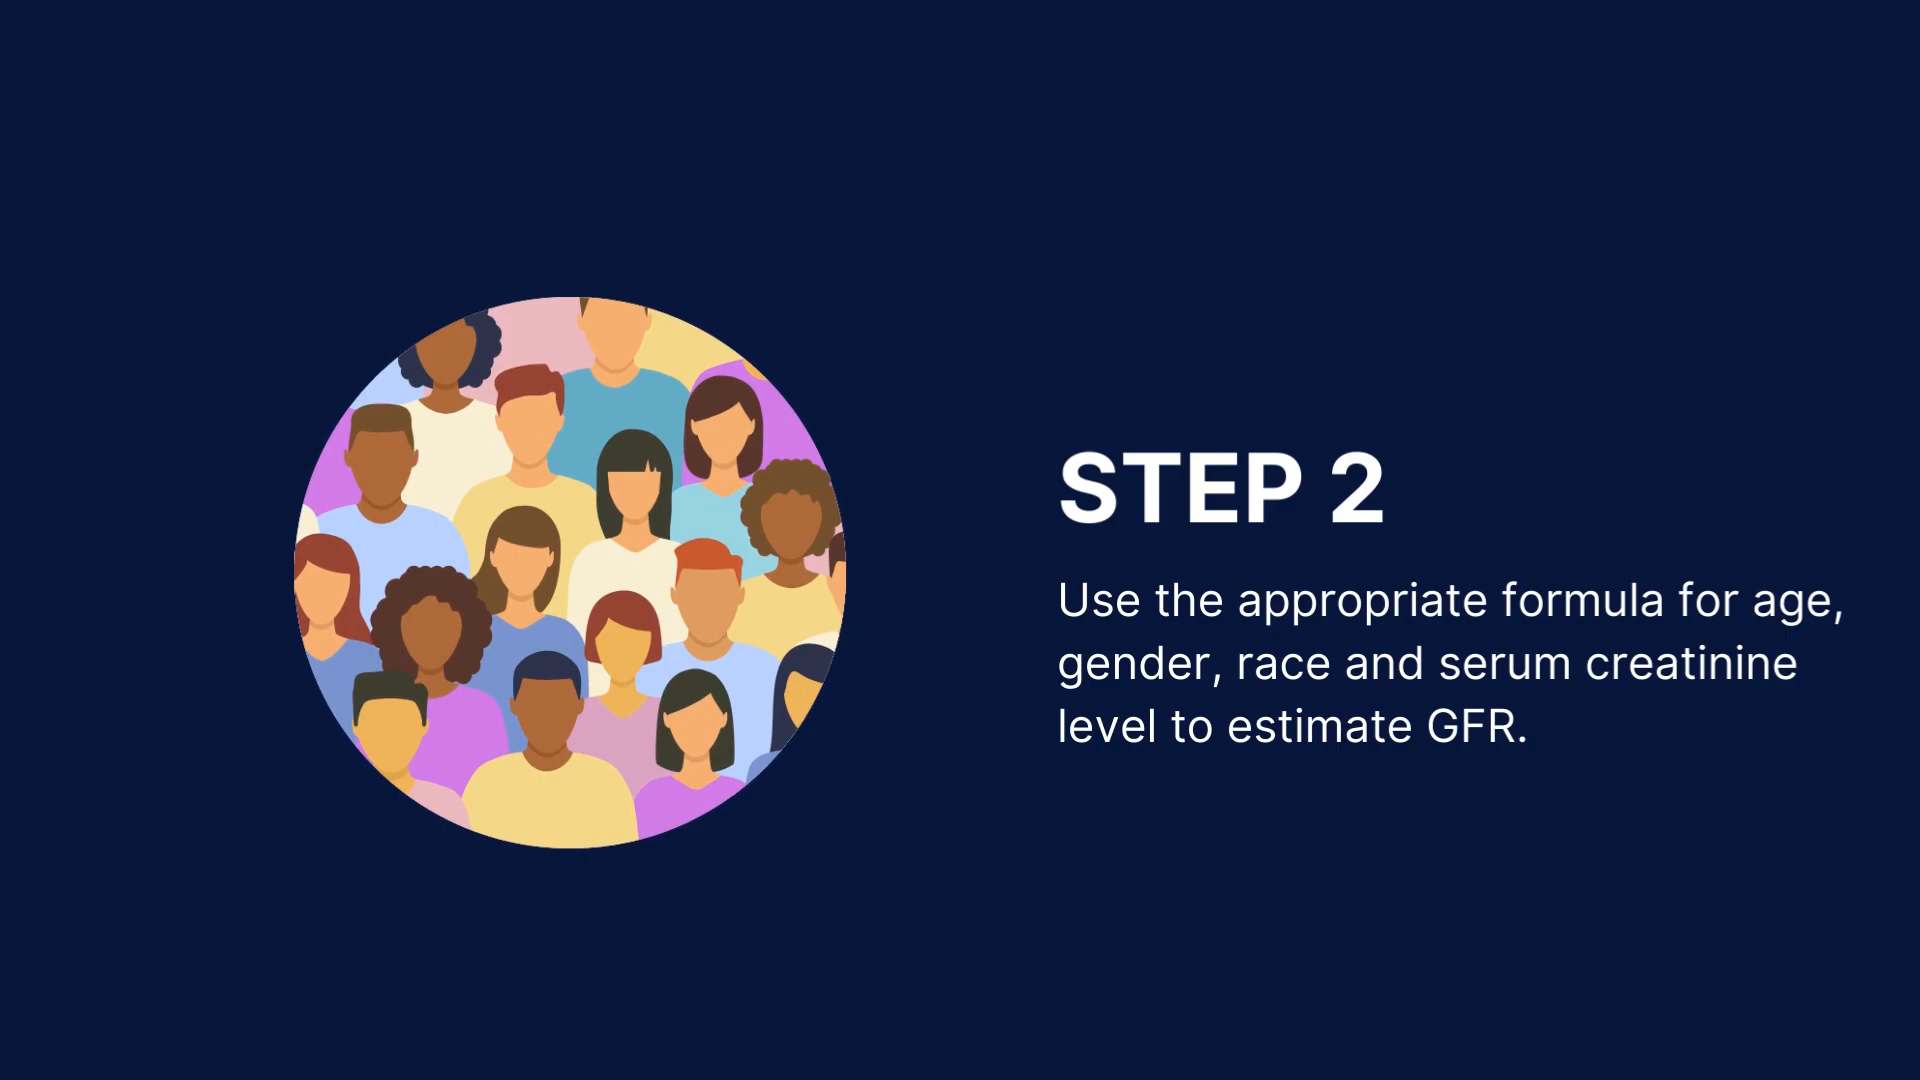 STEP 2
Use the appropriate formula for age,
gender, race and serum creatinine
level to estimate GFR.